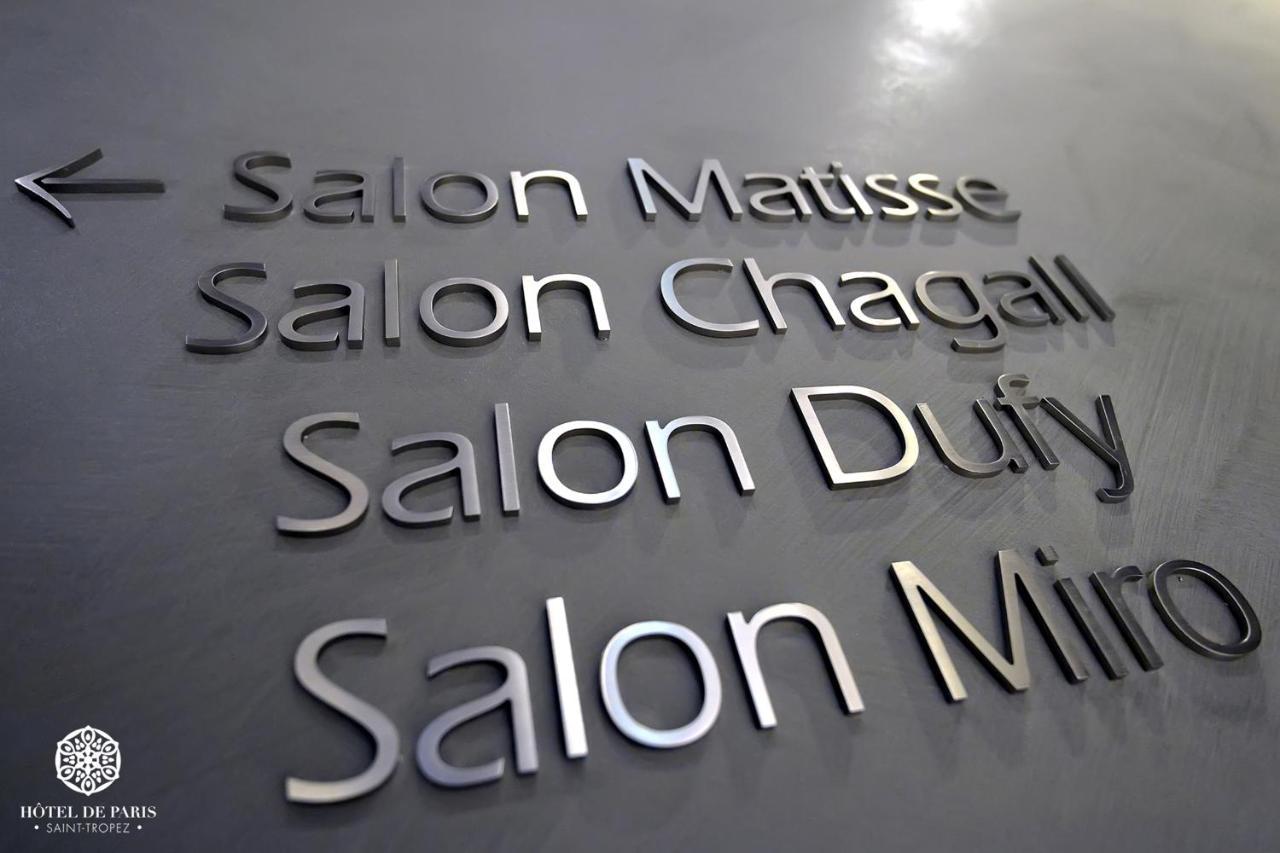 ← Salon Matisse
Salon Chagall
Salon Dufy
Salon Miro
HÔTEL DE PARIS
• SAINT-TROPEZ •